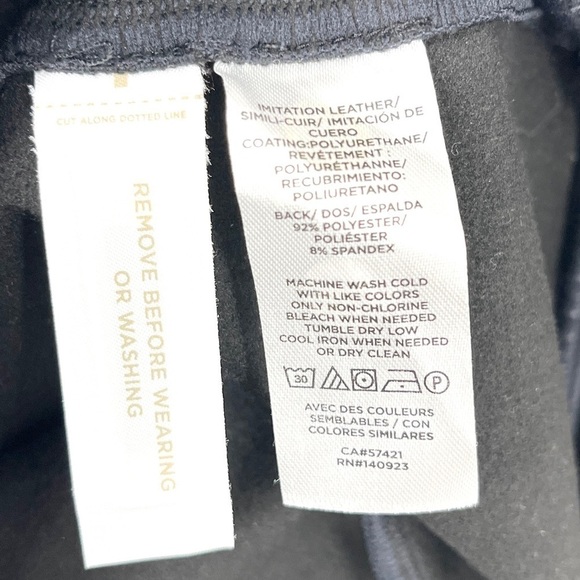 CUT ALONG DOTTED LINE
REMOVE BEFORE WEARING
OR WASHING
IMITATION LEATHER/
SIMILI-CUIR/ IMITACIÓN DE
CUERO
COATING:POLYURETHANE/
REVÊTEMENT :
POLYURÉTHANNE/
RECUBRIMIENTO:
POLIURETANO
BACK/ DOS/ ESPALDA
92% POLYESTER/
POLIÉSTER
8% SPANDEX
MACHINE WASH COLD
WITH LIKE COLORS
ONLY NON-CHLORINE
BLEACH WHEN NEEDED
TUMBLE DRY LOW
COOL IRON WHEN NEEDED
OR DRY CLEAN
30 P
AVEC DES COULEURS
SEMBLABLES / CON
COLORES SIMILARES
CA#57421
RN#140923